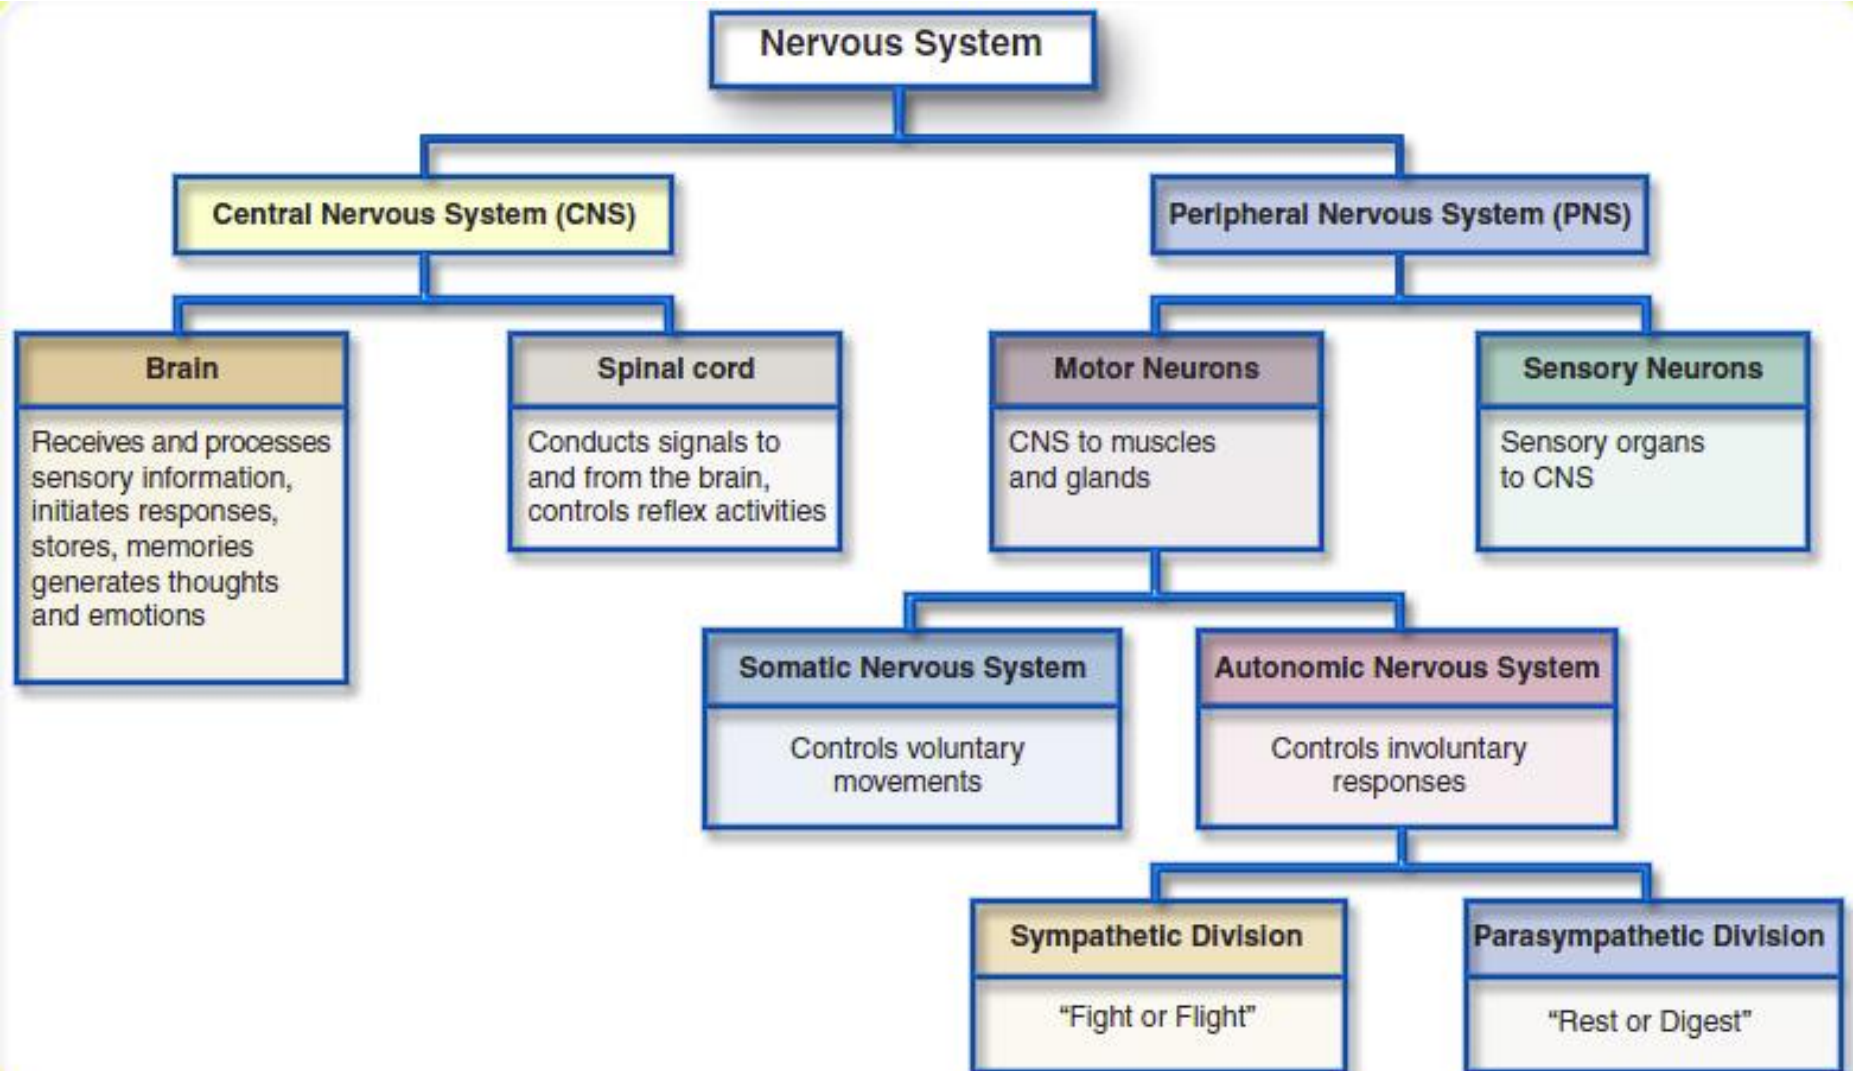 Nervous System
Central Nervous System (CNS)
Peripheral Nervous System (PNS)
Brain
Receives and processes
sensory information,
initiates responses,
stores, memories
generates thoughts
and emotions
Spinal cord
Conducts signals to
and from the brain,
controls reflex activities
Motor Neurons
CNS to muscles
and glands
Sensory Neurons
Sensory organs
to CNS
Somatic Nervous System
Controls voluntary
movements
Autonomic Nervous System
Controls involuntary
responses
Sympathetic Division
“Fight or Flight”
Parasympathetic Division
“Rest or Digest”